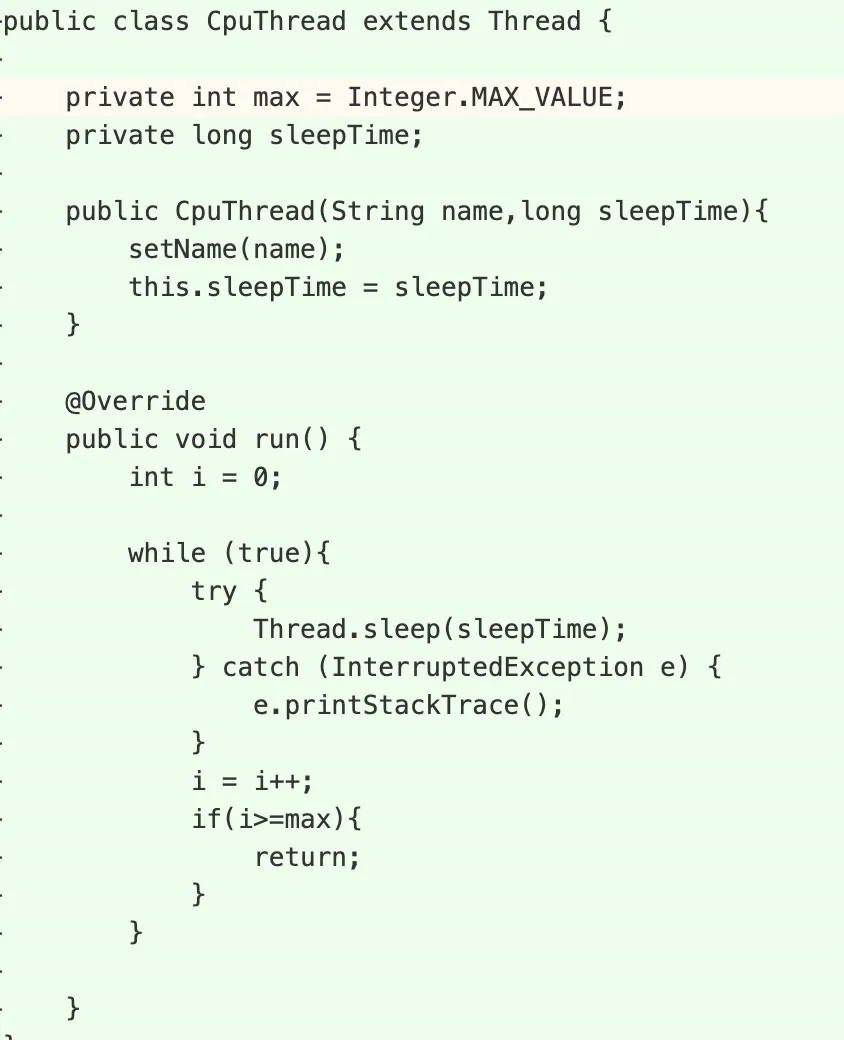 public class CpuThread extends Thread {
    private int max = Integer.MAX_VALUE;
    private long sleepTime;
    public CpuThread(String name,long sleepTime){
        setName(name);
        this.sleepTime = sleepTime;
    }
    @Override
    public void run() {
        int i = 0;
        while (true){
            try {
                Thread.sleep(sleepTime);
            } catch (InterruptedException e) {
                e.printStackTrace();
            }
            i = i++;
            if(i>=max){
                return;
            }
        }
    }
}